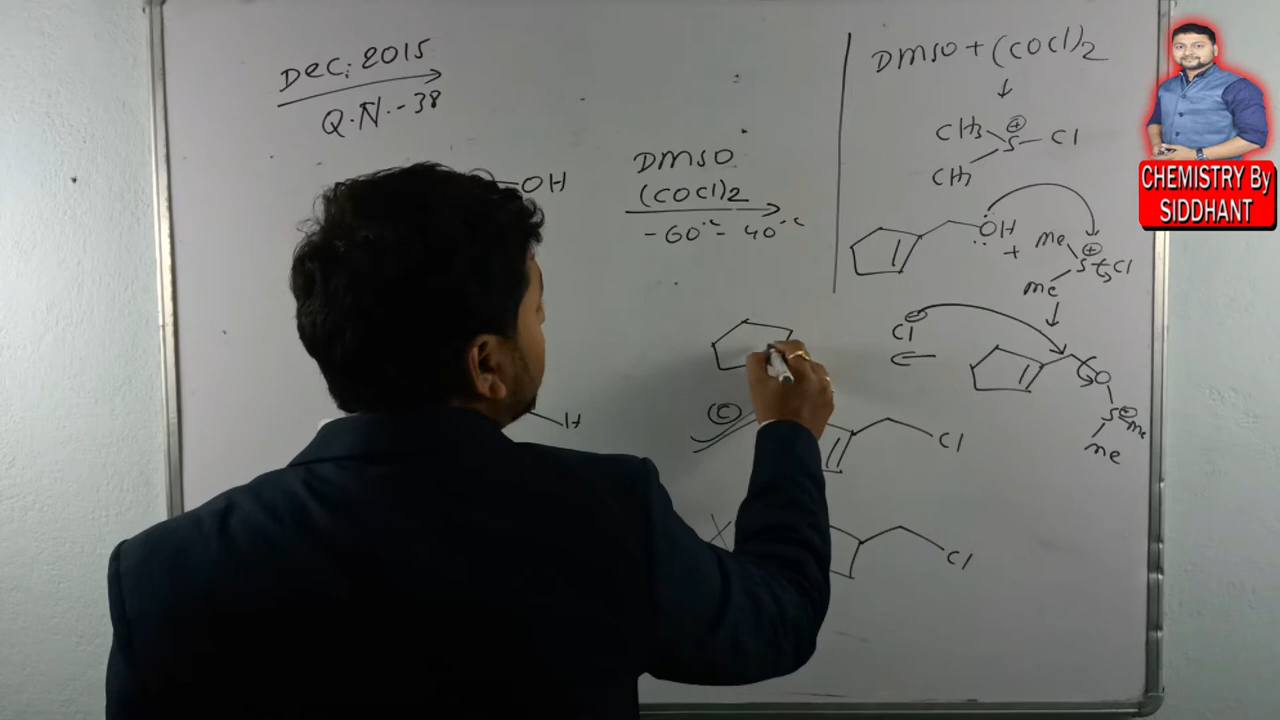 Dec; 2015
Q.N.-38
OH
DMSO
(COCl)2
-60°c- 40°c
H
(C)
Cl
X
Cl
DMSO + (COCl)2
CH3
⊕
S Cl
CH3
OH
+
me
⊕
S Cl
me
⊖
Cl
O
S ⊕
me
me
CHEMISTRY By
SIDDHANT